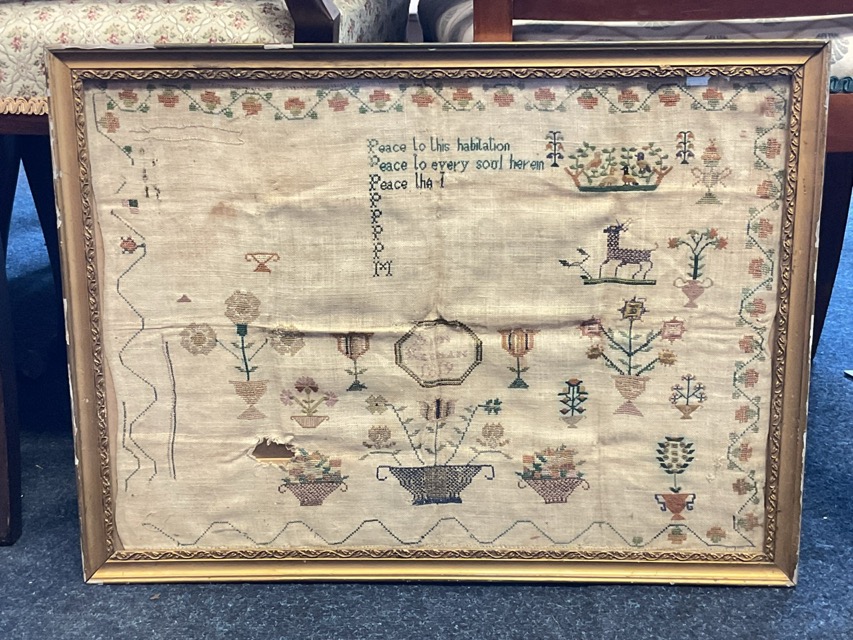 Peace to this habitation
Peace to every soul herein
Peace tha I
P
P
P
P
P
M